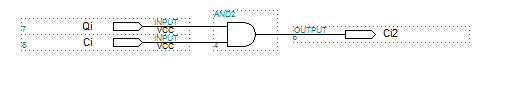 AND2
7 Qi INPUT VCC
OUTPUT
6 Ci2
8 Ci INPUT VCC
4